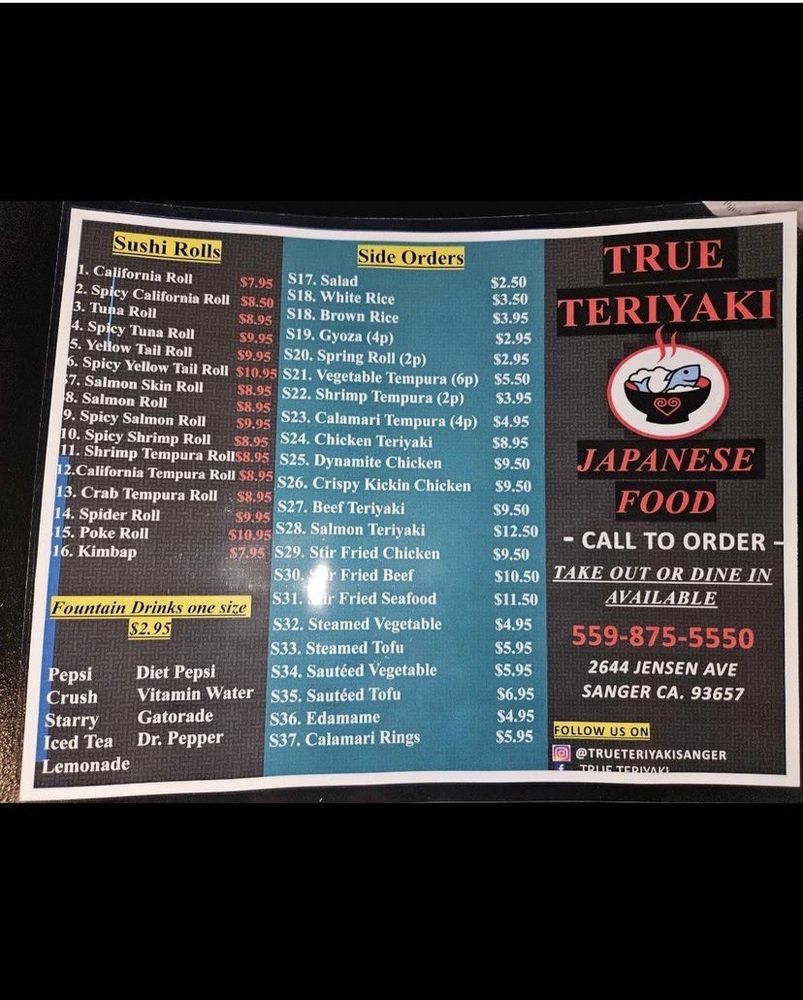 Sushi Rolls
1. California Roll $7.95
2. Spicy California Roll $8.50
3. Tuna Roll $8.95
4. Spicy Tuna Roll $9.95
5. Yellow Tail Roll $9.95
6. Spicy Yellow Tail Roll $10.95
7. Salmon Skin Roll $8.95
8. Salmon Roll $8.95
9. Spicy Salmon Roll $9.95
10. Spicy Shrimp Roll $8.95
11. Shrimp Tempura Roll $8.95
12.California Tempura Roll $8.95
13. Crab Tempura Roll $8.95
14. Spider Roll $9.95
15. Poke Roll $10.95
16. Kimbap $7.95
Fountain Drinks one size
$2.95
Pepsi Diet Pepsi
Crush Vitamin Water
Starry Gatorade
Iced Tea Dr. Pepper
Lemonade
Side Orders
S17. Salad $2.50
S18. White Rice $3.50
S18. Brown Rice $3.95
S19. Gyoza (4p) $2.95
S20. Spring Roll (2p) $2.95
S21. Vegetable Tempura (6p) $5.50
S22. Shrimp Tempura (2p) $3.95
S23. Calamari Tempura (4p) $4.95
S24. Chicken Teriyaki $8.95
S25. Dynamite Chicken $9.50
S26. Crispy Kickin Chicken $9.50
S27. Beef Teriyaki $9.50
S28. Salmon Teriyaki $12.50
S29. Stir Fried Chicken $9.50
S30. Stir Fried Beef $10.50
S31. Stir Fried Seafood $11.50
S32. Steamed Vegetable $4.95
S33. Steamed Tofu $5.95
S34. Sautéed Vegetable $5.95
S35. Sautéed Tofu $6.95
S36. Edamame $4.95
S37. Calamari Rings $5.95
TRUE
TERIYAKI
JAPANESE
FOOD
- CALL TO ORDER -
TAKE OUT OR DINE IN
AVAILABLE
559-875-5550
2644 JENSEN AVE
SANGER CA. 93657
FOLLOW US ON
@TRUETERIYAKISANGER
TRUE TERIYAKI